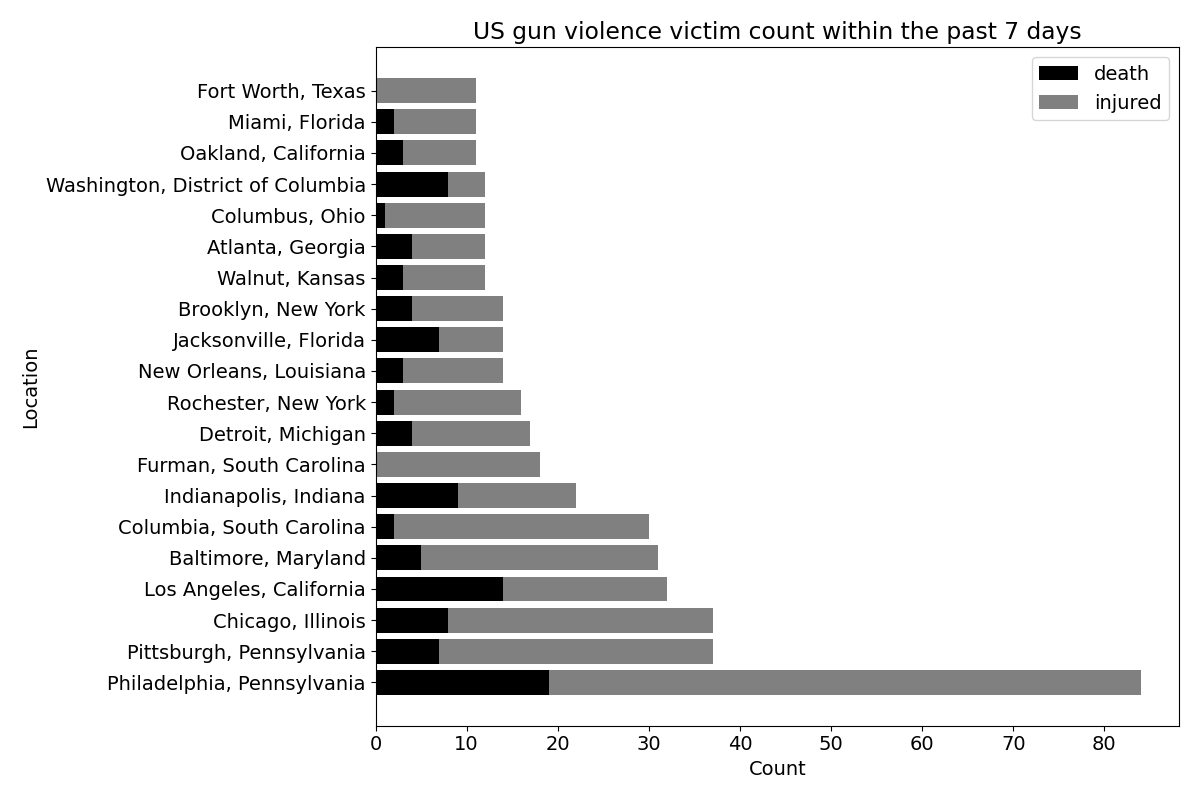 US gun violence victim count within the past 7 days
death
injured
Fort Worth, Texas
Miami, Florida
Oakland, California
Washington, District of Columbia
Columbus, Ohio
Atlanta, Georgia
Walnut, Kansas
Brooklyn, New York
Jacksonville, Florida
New Orleans, Louisiana
Rochester, New York
Detroit, Michigan
Furman, South Carolina
Indianapolis, Indiana
Columbia, South Carolina
Baltimore, Maryland
Los Angeles, California
Chicago, Illinois
Pittsburgh, Pennsylvania
Philadelphia, Pennsylvania
Location
0 10 20 30 40 50 60 70 80
Count